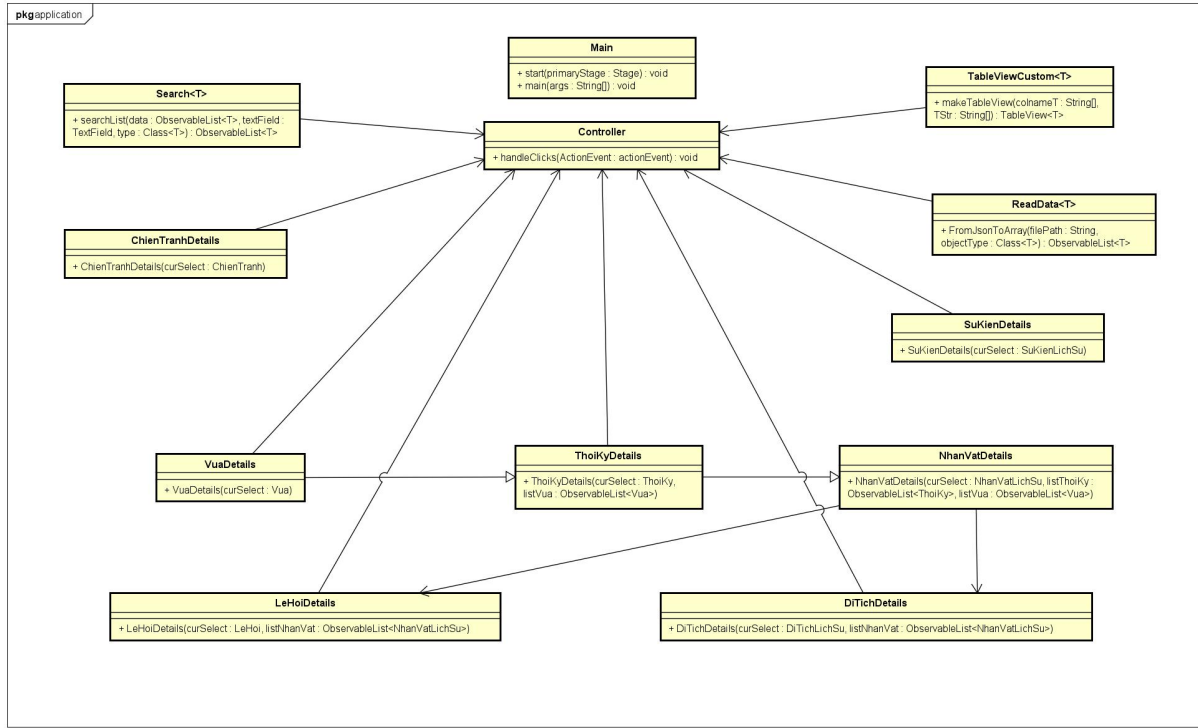 pkg application
Main
+ start(primaryStage : Stage) : void
+ main(args : String[]) : void
Search<T>
+ searchList(data : ObservableList<T>, textField :
TextField, type : Class<T>) : ObservableList<T>
TableViewCustom<T>
+ makeTableView(colnameT : String[],
TStr : String[]) : TableView<T>
Controller
+ handleClicks(ActionEvent : actionEvent) : void
ReadData<T>
+ FromJsonToArray(filePath : String,
objectType : Class<T>) : ObservableList<T>
ChienTranhDetails
+ ChienTranhDetails(curSelect : ChienTranh)
SuKienDetails
+ SuKienDetails(curSelect : SuKienLichSu)
VuaDetails
+ VuaDetails(curSelect : Vua)
ThoiKyDetails
+ ThoiKyDetails(curSelect : ThoiKy,
listVua : ObservableList<Vua>)
NhanVatDetails
+ NhanVatDetails(curSelect : NhanVatLichSu, listThoiKy :
ObservableList<ThoiKy>, listVua : ObservableList<Vua>)
LeHoiDetails
+ LeHoiDetails(curSelect : LeHoi, listNhanVat : ObservableList<NhanVatLichSu>)
DiTichDetails
+ DiTichDetails(curSelect : DiTichLichSu, listNhanVat : ObservableList<NhanVatLichSu>)